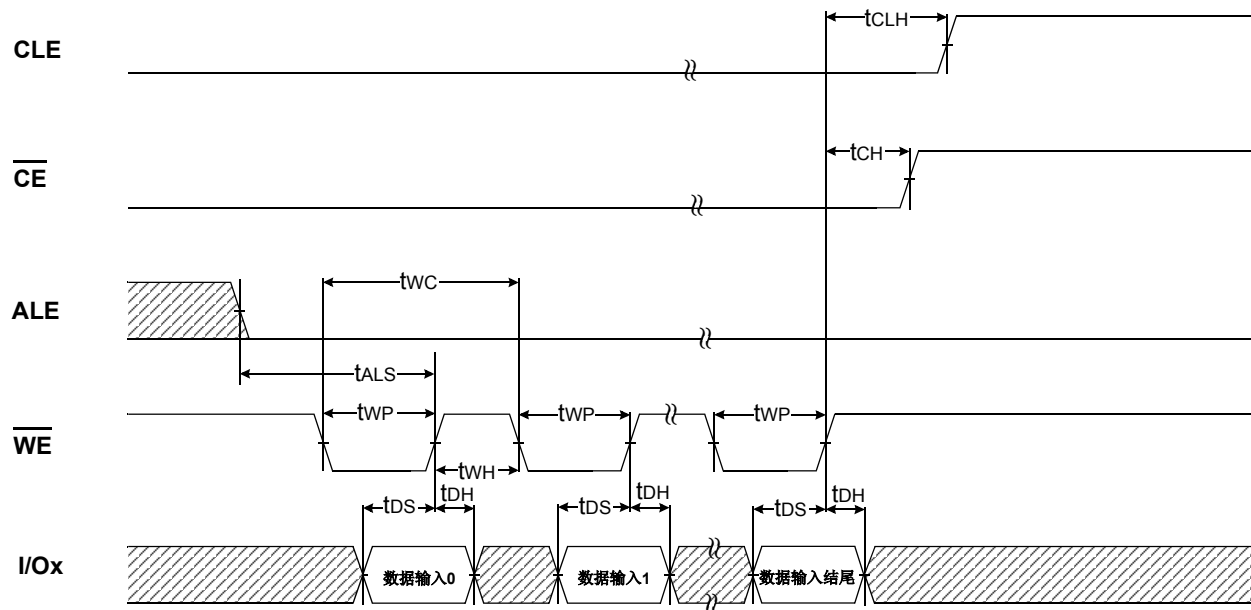 CLE
tCLH
CE
tCH
ALE
tWC
tALS
WE
tWP
tWP
tWP
tWH
I/Ox
tDS
tDH
tDS
tDH
tDS
tDH
数据输入0
数据输入1
数据输入结尾